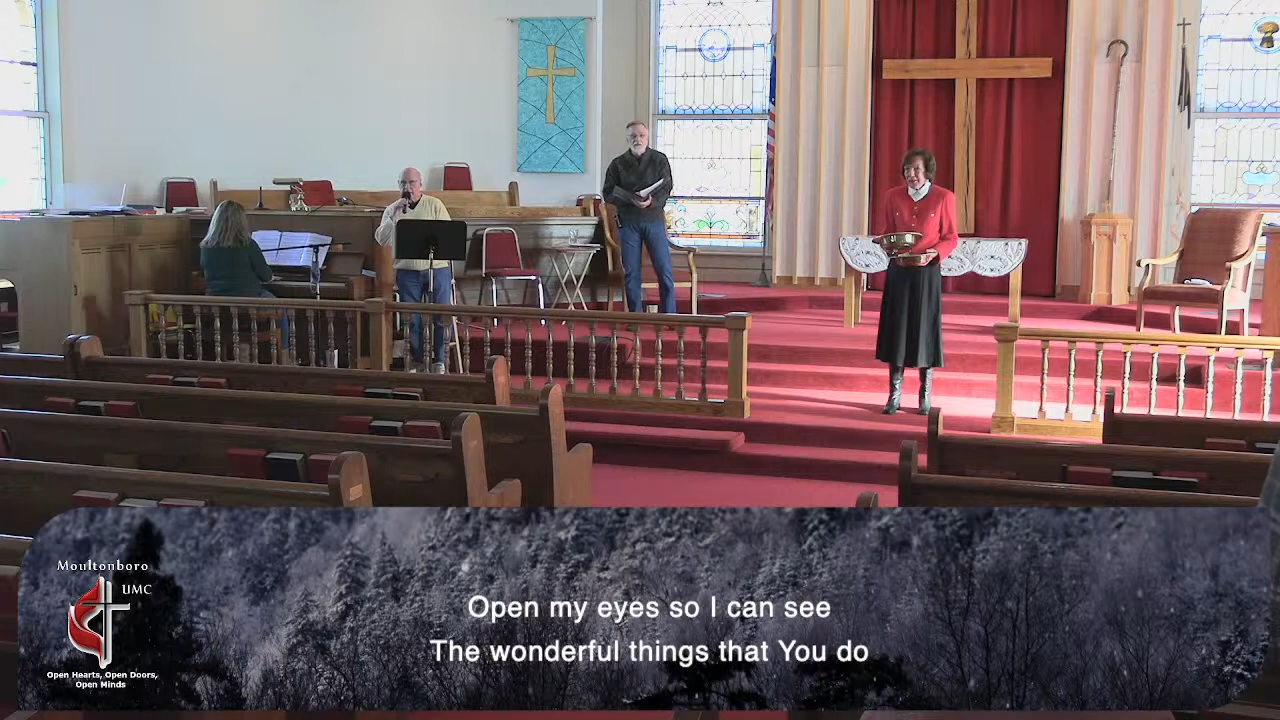 Moultonboro
UMC
Open Hearts, Open Doors,
Open Minds
Open my eyes so I can see
The wonderful things that You do